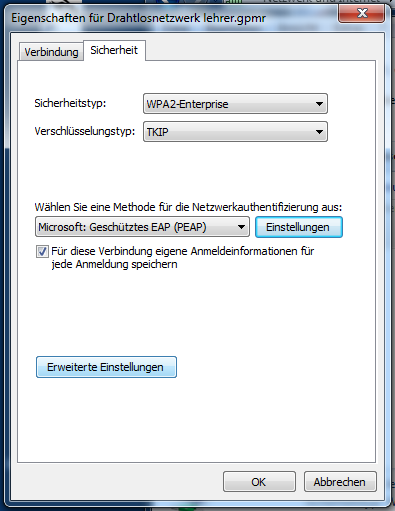 Eigenschaften für Drahtlosnetzwerk lehrer.gpmr
Verbindung
Sicherheit
Sicherheitstyp:
WPA2-Enterprise
Verschlüsselungstyp:
TKIP
Wählen Sie eine Methode für die Netzwerkauthentifizierung aus:
Microsoft: Geschütztes EAP (PEAP)
Einstellungen
Für diese Verbindung eigene Anmeldeinformationen für
jede Anmeldung speichern
Erweiterte Einstellungen
OK
Abbrechen